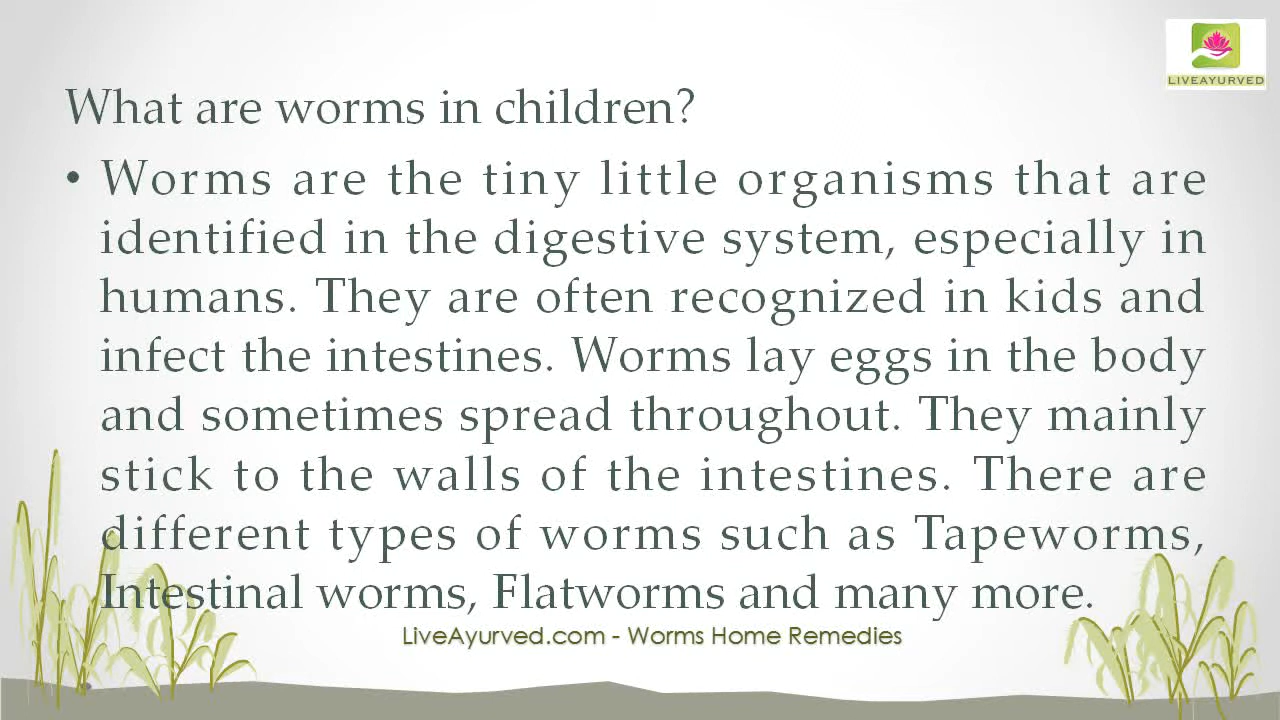 LIVEAYURVED
What are worms in children?
• Worms are the tiny little organisms that are
identified in the digestive system, especially in
humans. They are often recognized in kids and
infect the intestines. Worms lay eggs in the body
and sometimes spread throughout. They mainly
stick to the walls of the intestines. There are
different types of worms such as Tapeworms,
Intestinal worms, Flatworms and many more.
LiveAyurved.com - Worms Home Remedies